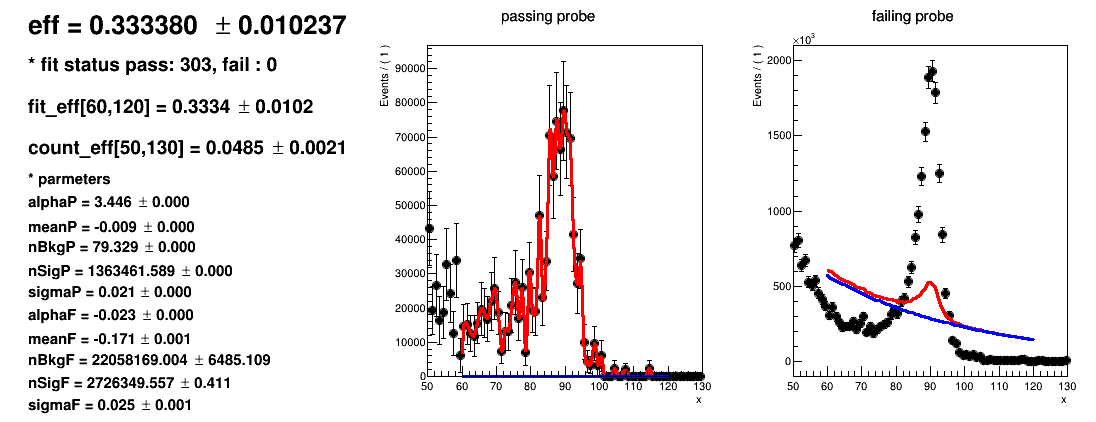 eff = 0.333380 ± 0.010237
* fit status pass: 303, fail : 0
fit_eff[60,120] = 0.3334 ± 0.0102
count_eff[50,130] = 0.0485 ± 0.0021
* parmeters
alphaP = 3.446 ± 0.000
meanP = -0.009 ± 0.000
nBkgP = 79.329 ± 0.000
nSigP = 1363461.589 ± 0.000
sigmaP = 0.021 ± 0.000
alphaF = -0.023 ± 0.000
meanF = -0.171 ± 0.001
nBkgF = 22058169.004 ± 6485.109
nSigF = 2726349.557 ± 0.411
sigmaF = 0.025 ± 0.001
passing probe
Events / ( 1 )
90000
80000
70000
60000
50000
40000
30000
20000
10000
0
50 60 70 80 90 100 110 120 130
x
failing probe
×10³
Events / ( 1 )
2000
1500
1000
500
0
50 60 70 80 90 100 110 120 130
x